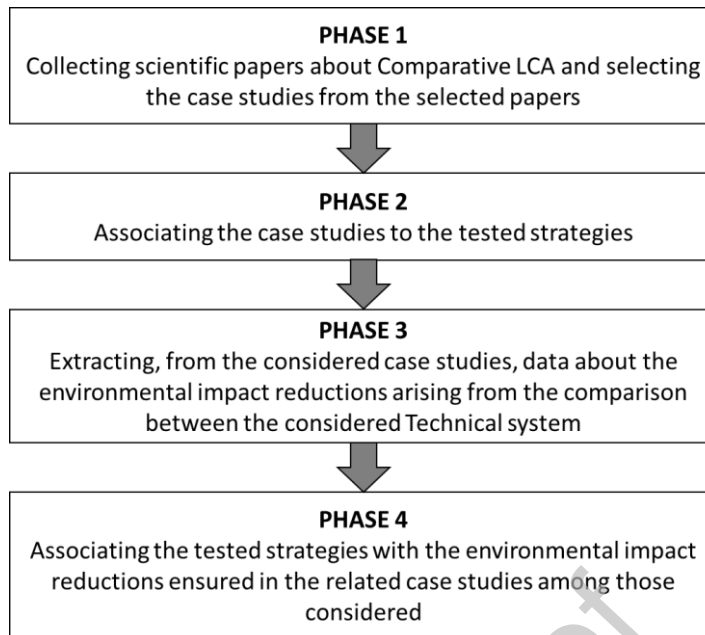 PHASE 1
Collecting scientific papers about Comparative LCA and selecting
the case studies from the selected papers
PHASE 2
Associating the case studies to the tested strategies
PHASE 3
Extracting, from the considered case studies, data about the
environmental impact reductions arising from the comparison
between the considered Technical system
PHASE 4
Associating the tested strategies with the environmental impact
reductions ensured in the related case studies among those
considered